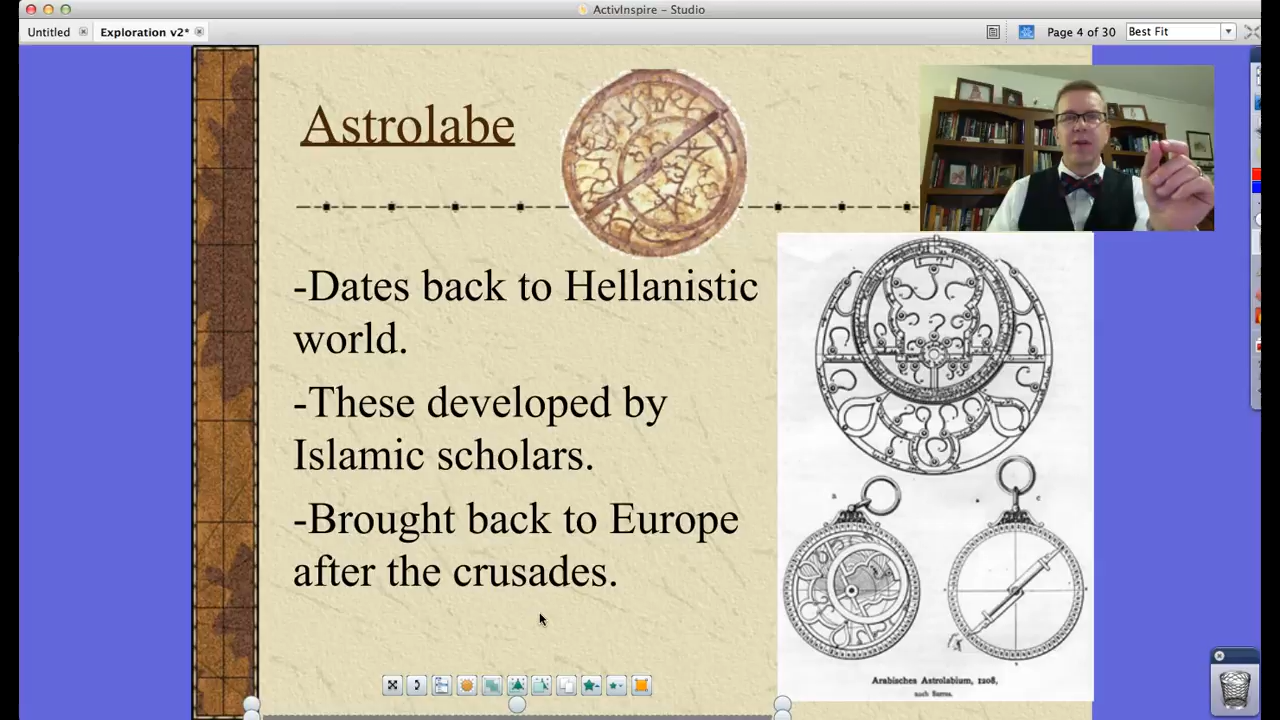 ActivInspire – Studio
Untitled
Exploration v2*
Page 4 of 30
Best Fit
Astrolabe
-Dates back to Hellanistic
world.
-These developed by
Islamic scholars.
-Brought back to Europe
after the crusades.
Arabisches Astrolabium, 1208,